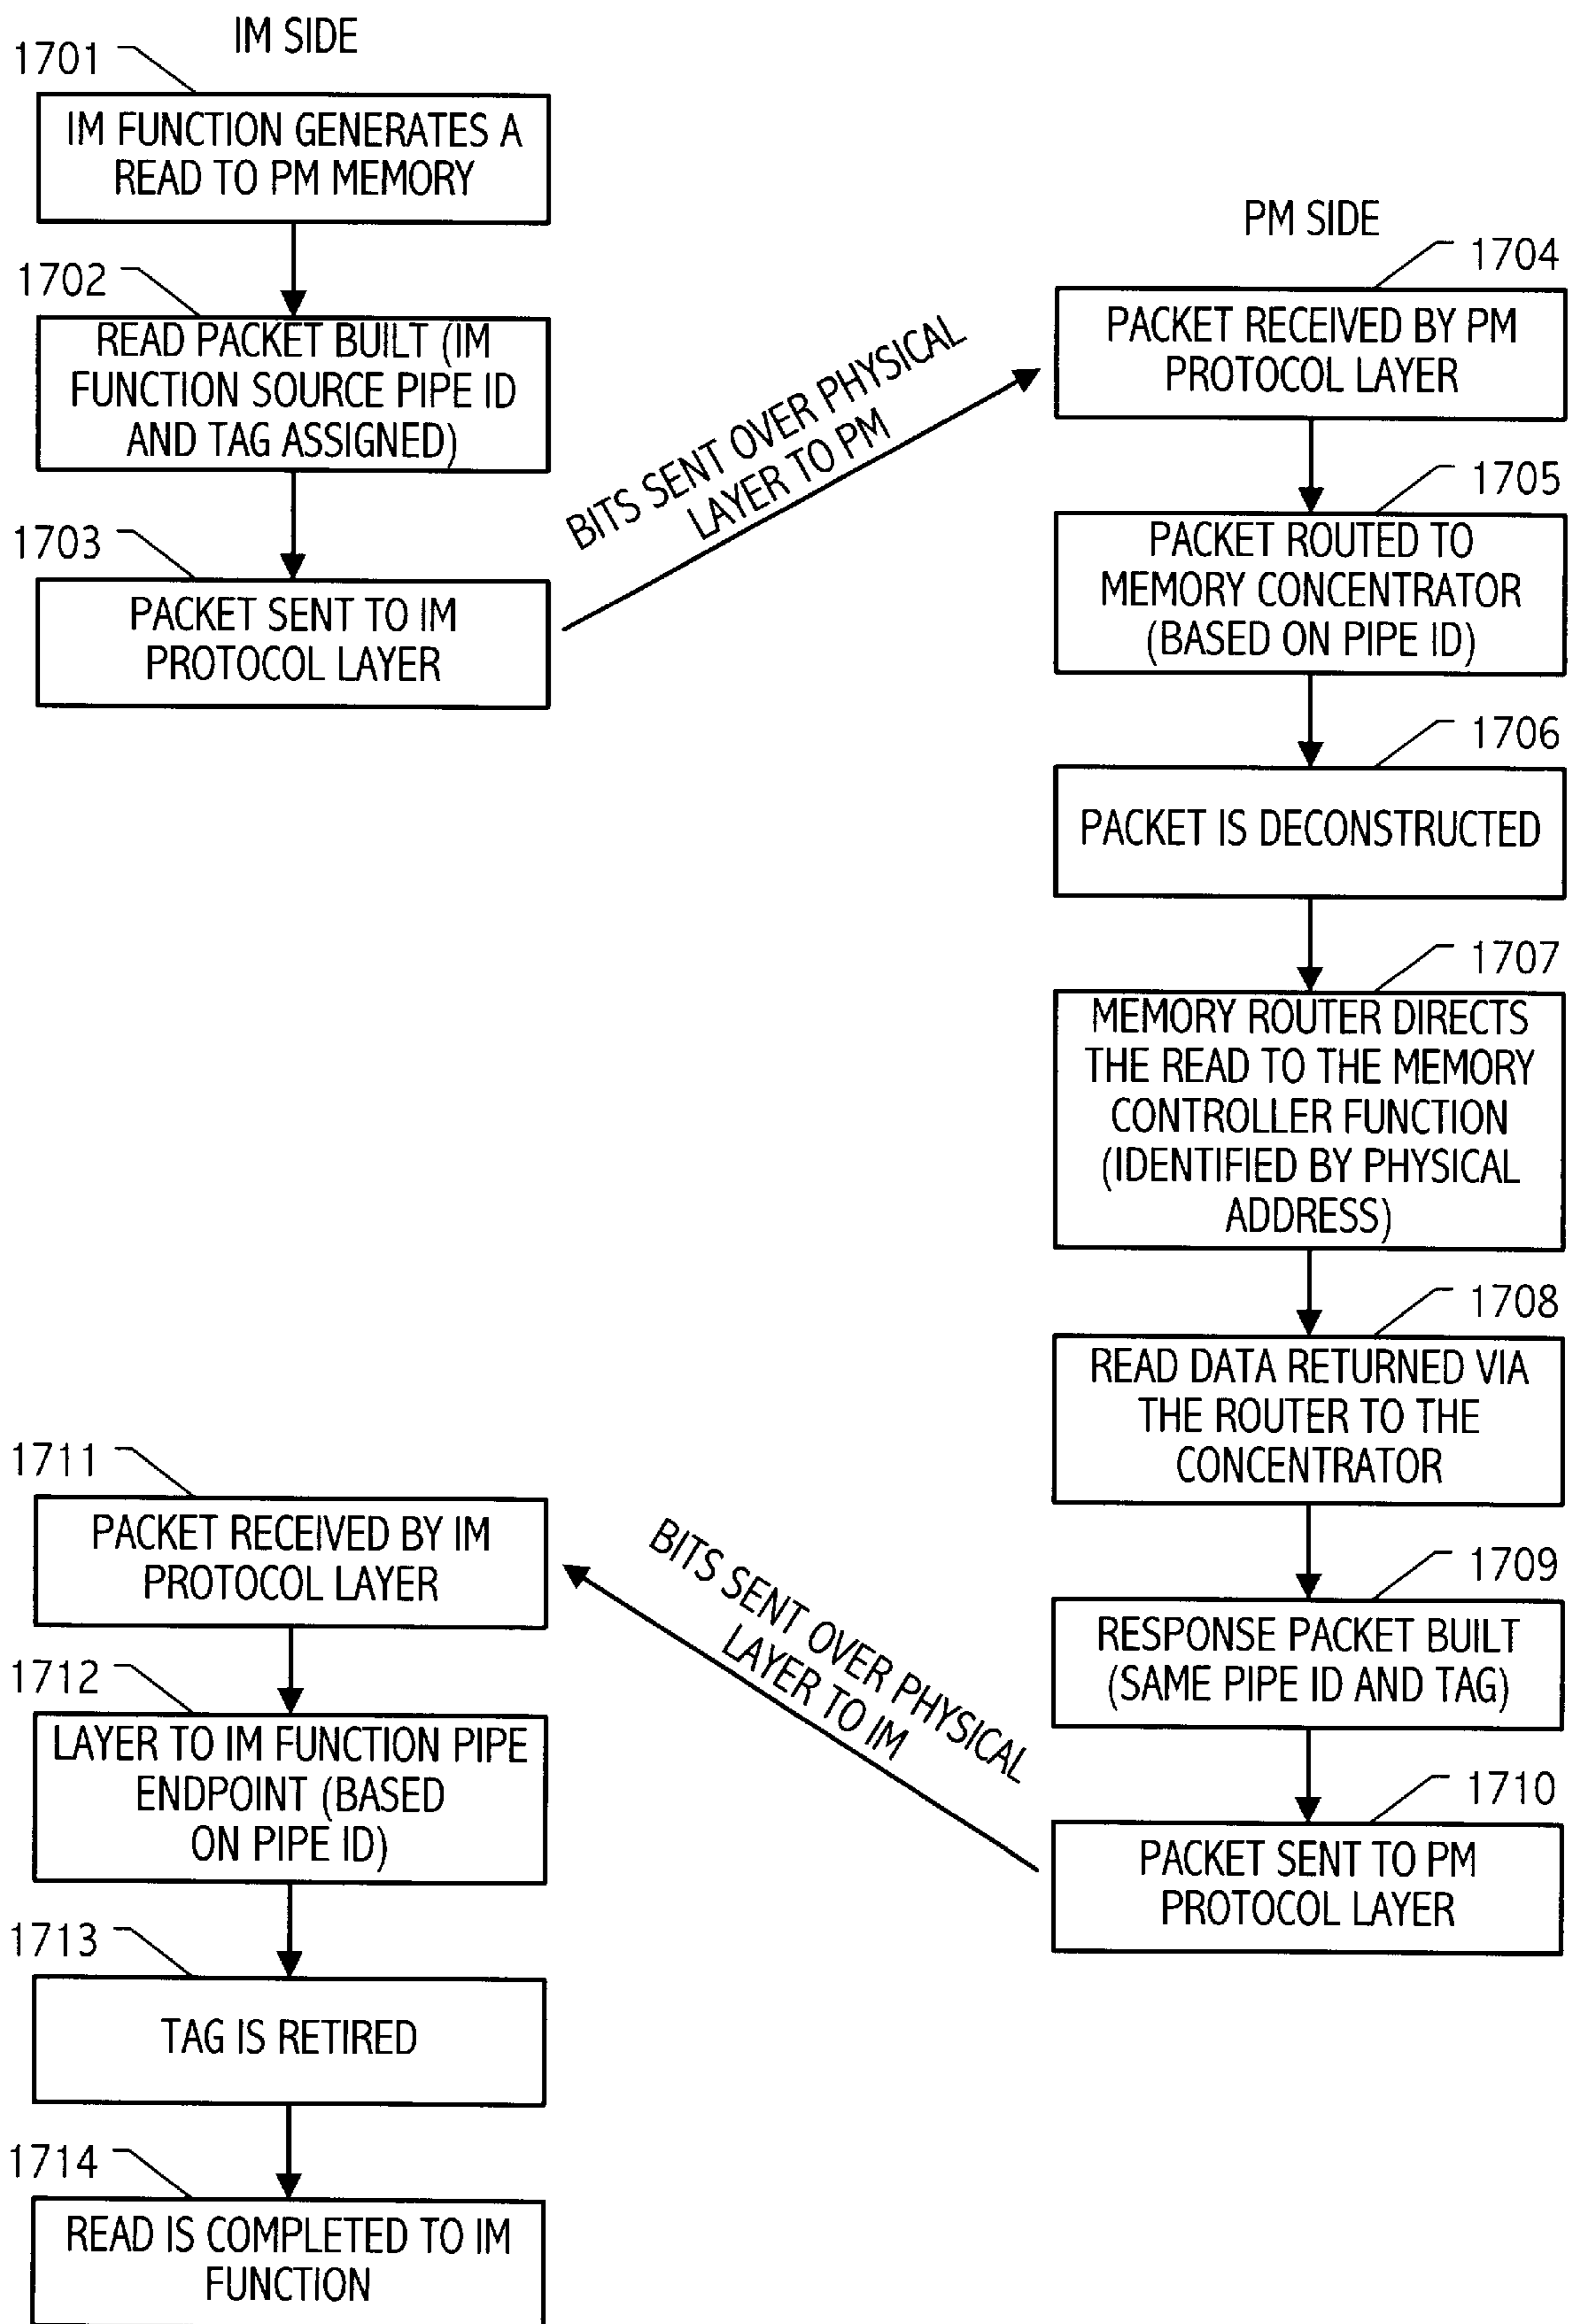 IM SIDE
1701
IM FUNCTION GENERATES A
READ TO PM MEMORY
1702
READ PACKET BUILT (IM
FUNCTION SOURCE PIPE ID
AND TAG ASSIGNED)
1703
PACKET SENT TO IM
PROTOCOL LAYER
BITS SENT OVER PHYSICAL
LAYER TO PM
PM SIDE
1704
PACKET RECEIVED BY PM
PROTOCOL LAYER
1705
PACKET ROUTED TO
MEMORY CONCENTRATOR
(BASED ON PIPE ID)
1706
PACKET IS DECONSTRUCTED
1707
MEMORY ROUTER DIRECTS
THE READ TO THE MEMORY
CONTROLLER FUNCTION
(IDENTIFIED BY PHYSICAL
ADDRESS)
1708
READ DATA RETURNED VIA
THE ROUTER TO THE
CONCENTRATOR
1709
RESPONSE PACKET BUILT
(SAME PIPE ID AND TAG)
1710
PACKET SENT TO PM
PROTOCOL LAYER
BITS SENT OVER PHYSICAL
LAYER TO IM
1711
PACKET RECEIVED BY IM
PROTOCOL LAYER
1712
LAYER TO IM FUNCTION PIPE
ENDPOINT (BASED
ON PIPE ID)
1713
TAG IS RETIRED
1714
READ IS COMPLETED TO IM
FUNCTION